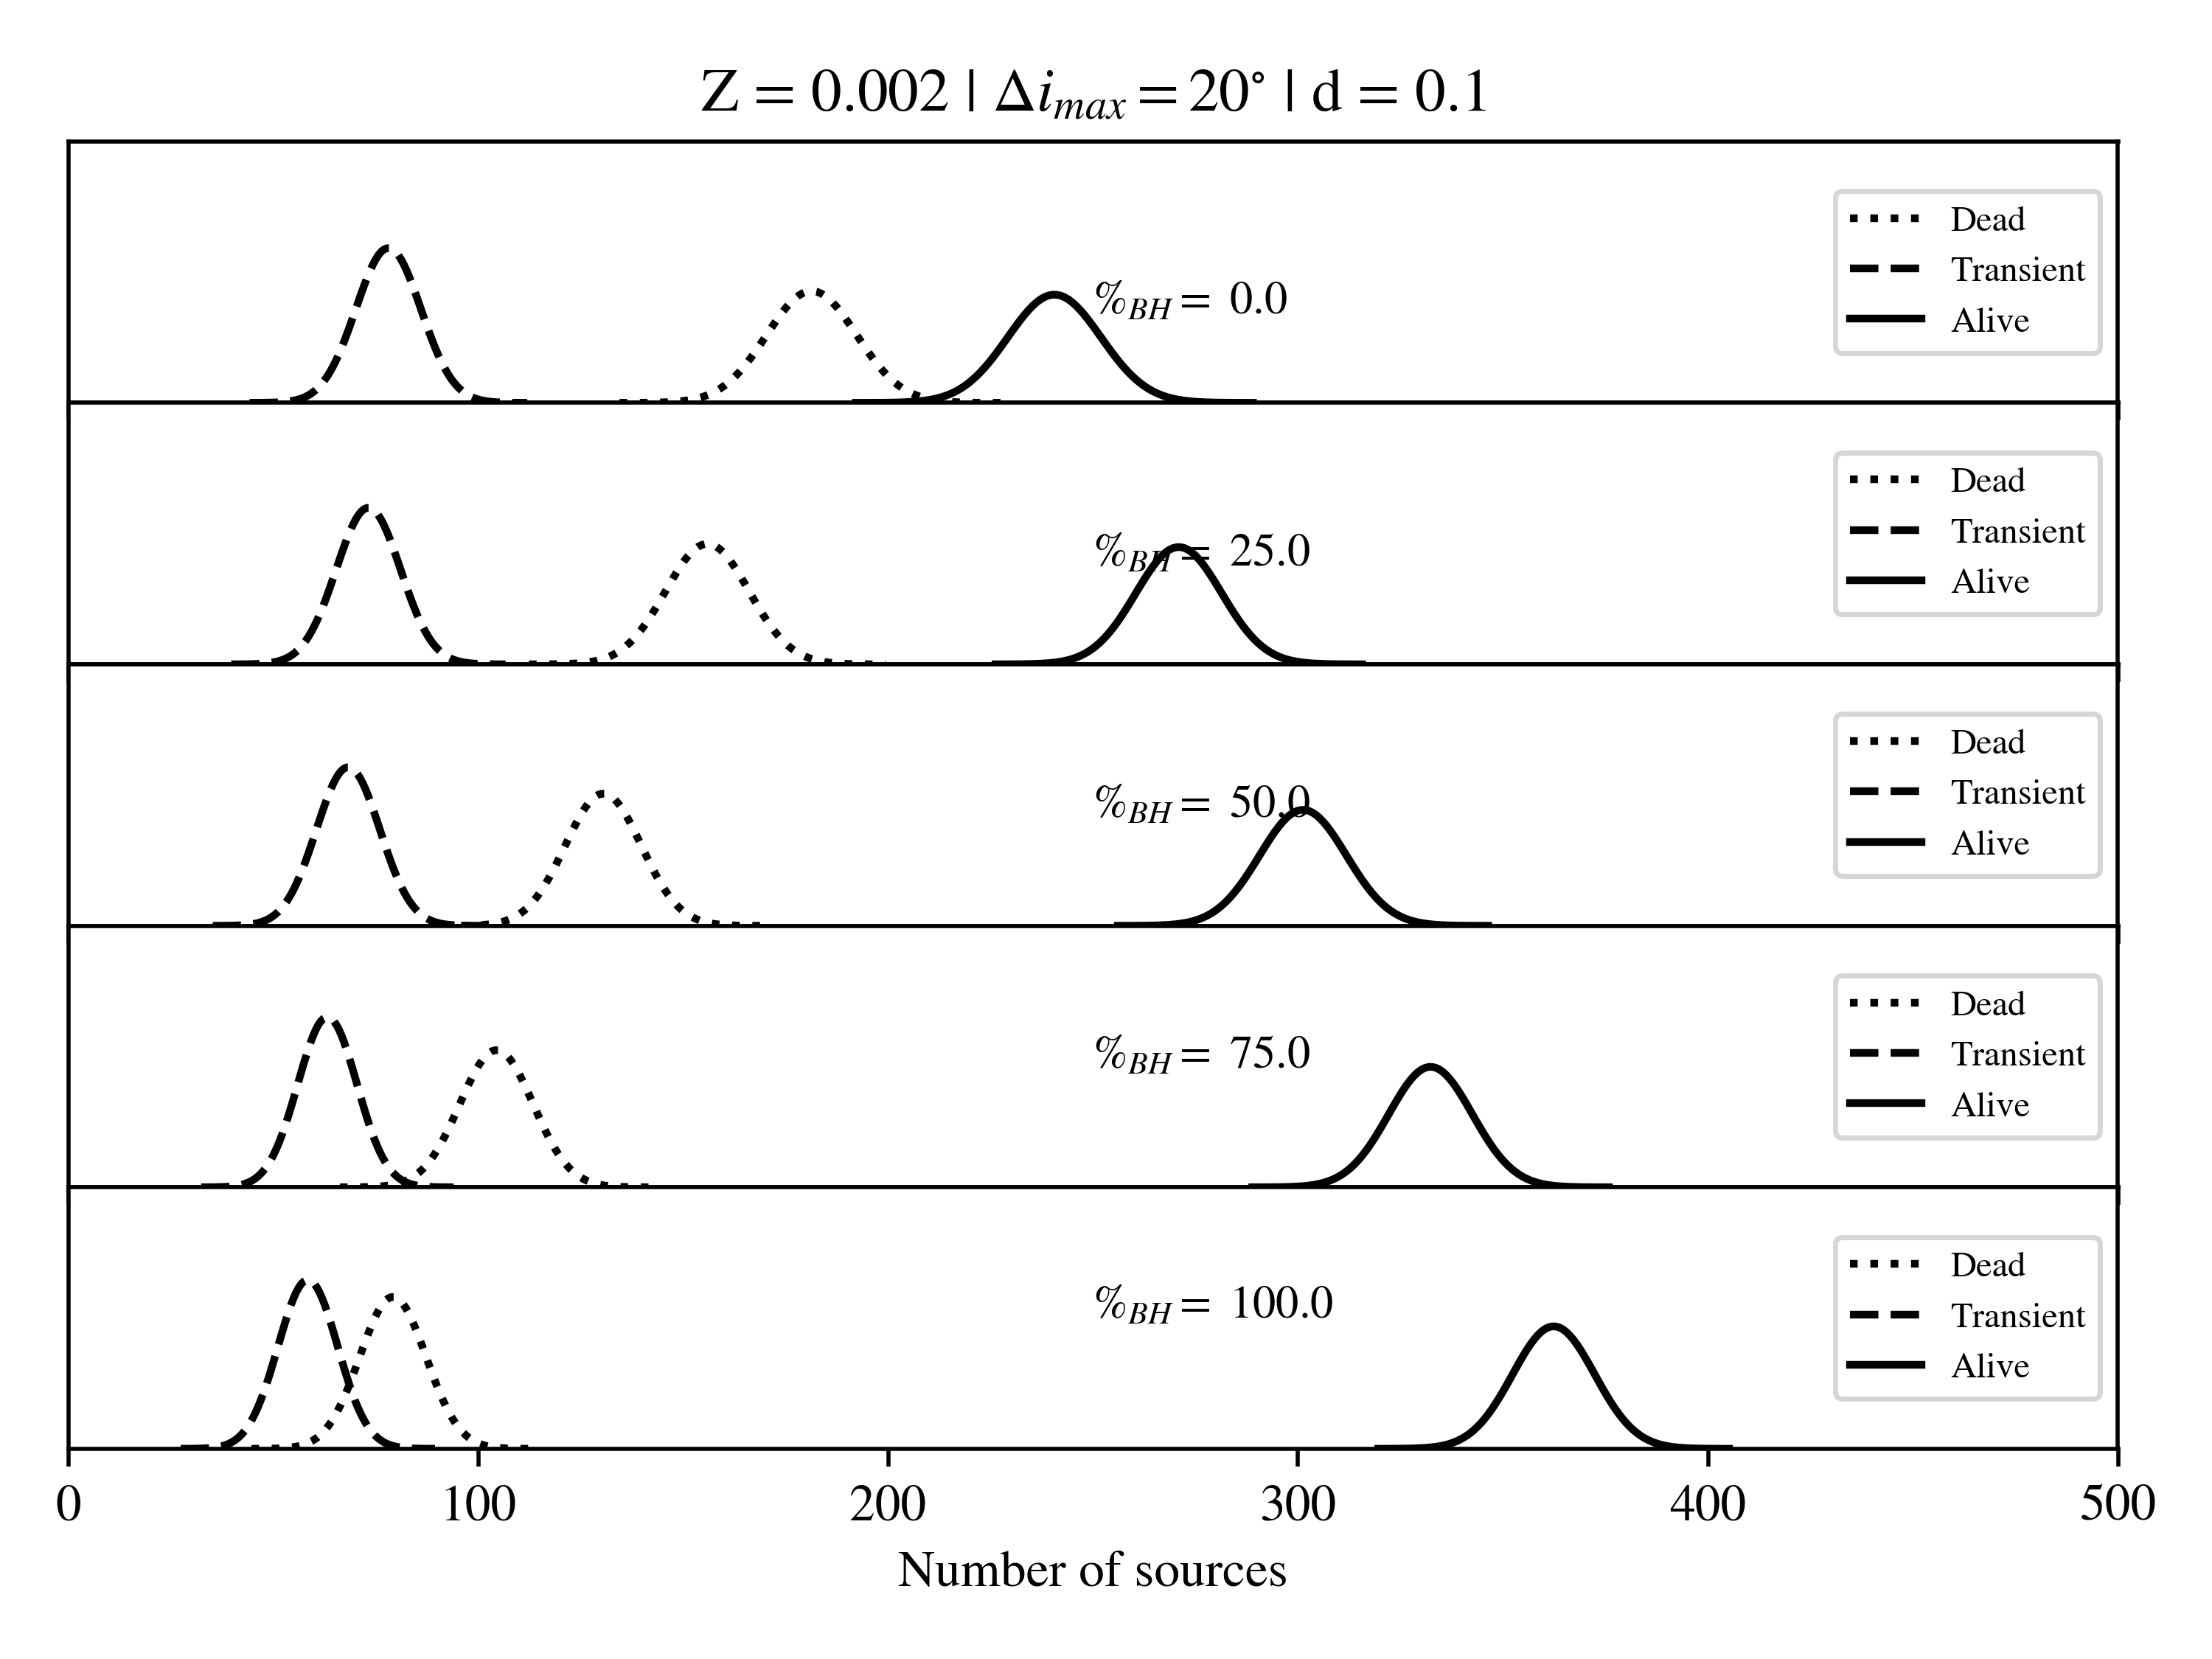 Z = 0.002 | Δi_max = 20° | d = 0.1
Dead
Transient
Alive
%_BH = 0.0
Dead
Transient
Alive
%_BH = 25.0
Dead
Transient
Alive
%_BH = 50.0
Dead
Transient
Alive
%_BH = 75.0
Dead
Transient
Alive
%_BH = 100.0
0 100 200 300 400 500
Number of sources